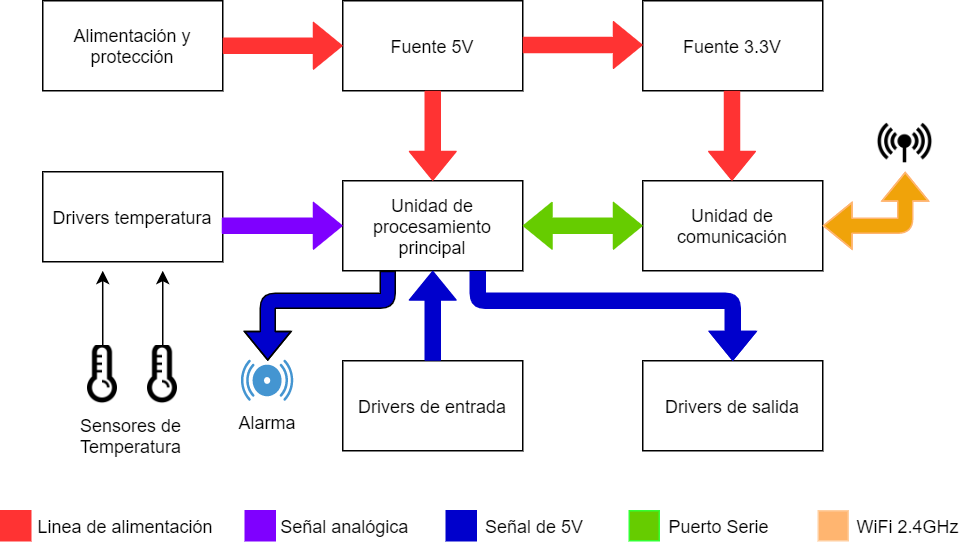 Alimentación y
protección
Fuente 5V
Fuente 3.3V
Drivers temperatura
Unidad de
procesamiento
principal
Unidad de
comunicación
Sensores de
Temperatura
Alarma
Drivers de entrada
Drivers de salida
Linea de alimentación
Señal analógica
Señal de 5V
Puerto Serie
WiFi 2.4GHz